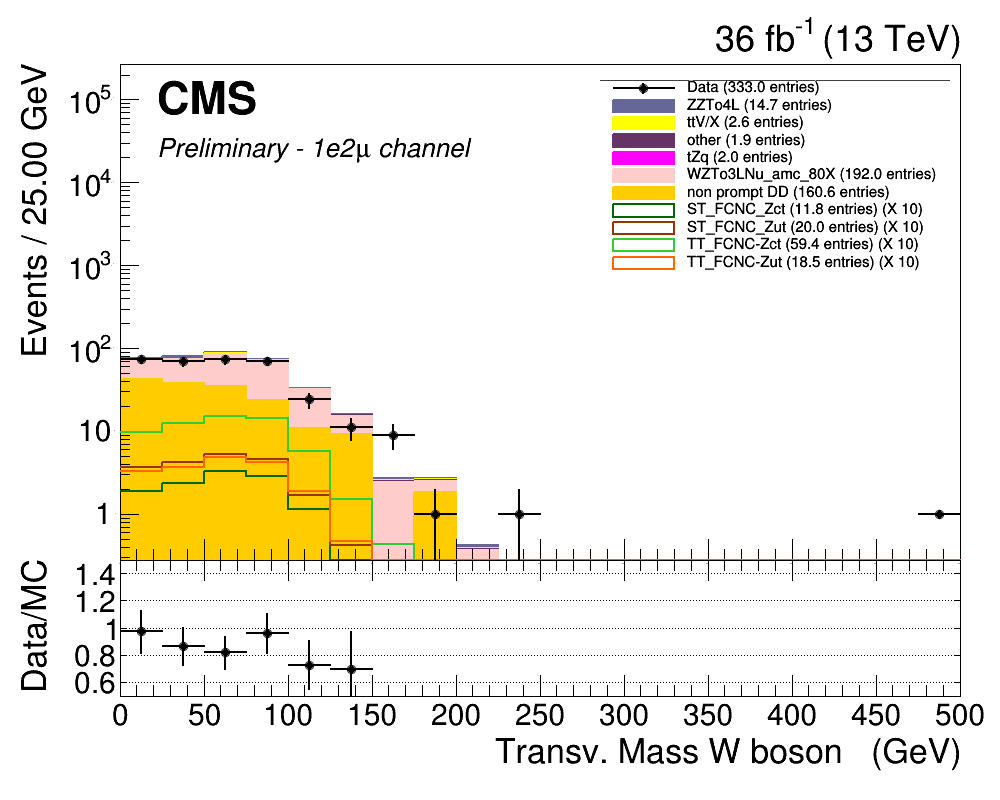 36 fb-1 (13 TeV)
CMS
Preliminary - 1e2μ channel
Data (333.0 entries)
ZZTo4L (14.7 entries)
ttV/X (2.6 entries)
other (1.9 entries)
tZq (2.0 entries)
WZTo3LNu_amc_80X (192.0 entries)
non prompt DD (160.6 entries)
ST_FCNC_Zct (11.8 entries) (X 10)
ST_FCNC_Zut (20.0 entries) (X 10)
TT_FCNC-Zct (59.4 entries) (X 10)
TT_FCNC-Zut (18.5 entries) (X 10)
Events / 25.00 GeV
10^5
10^4
10^3
10^2
10
1
Data/MC
1.4
1.2
1
0.8
0.6
0 50 100 150 200 250 300 350 400 450 500
Transv. Mass W boson (GeV)